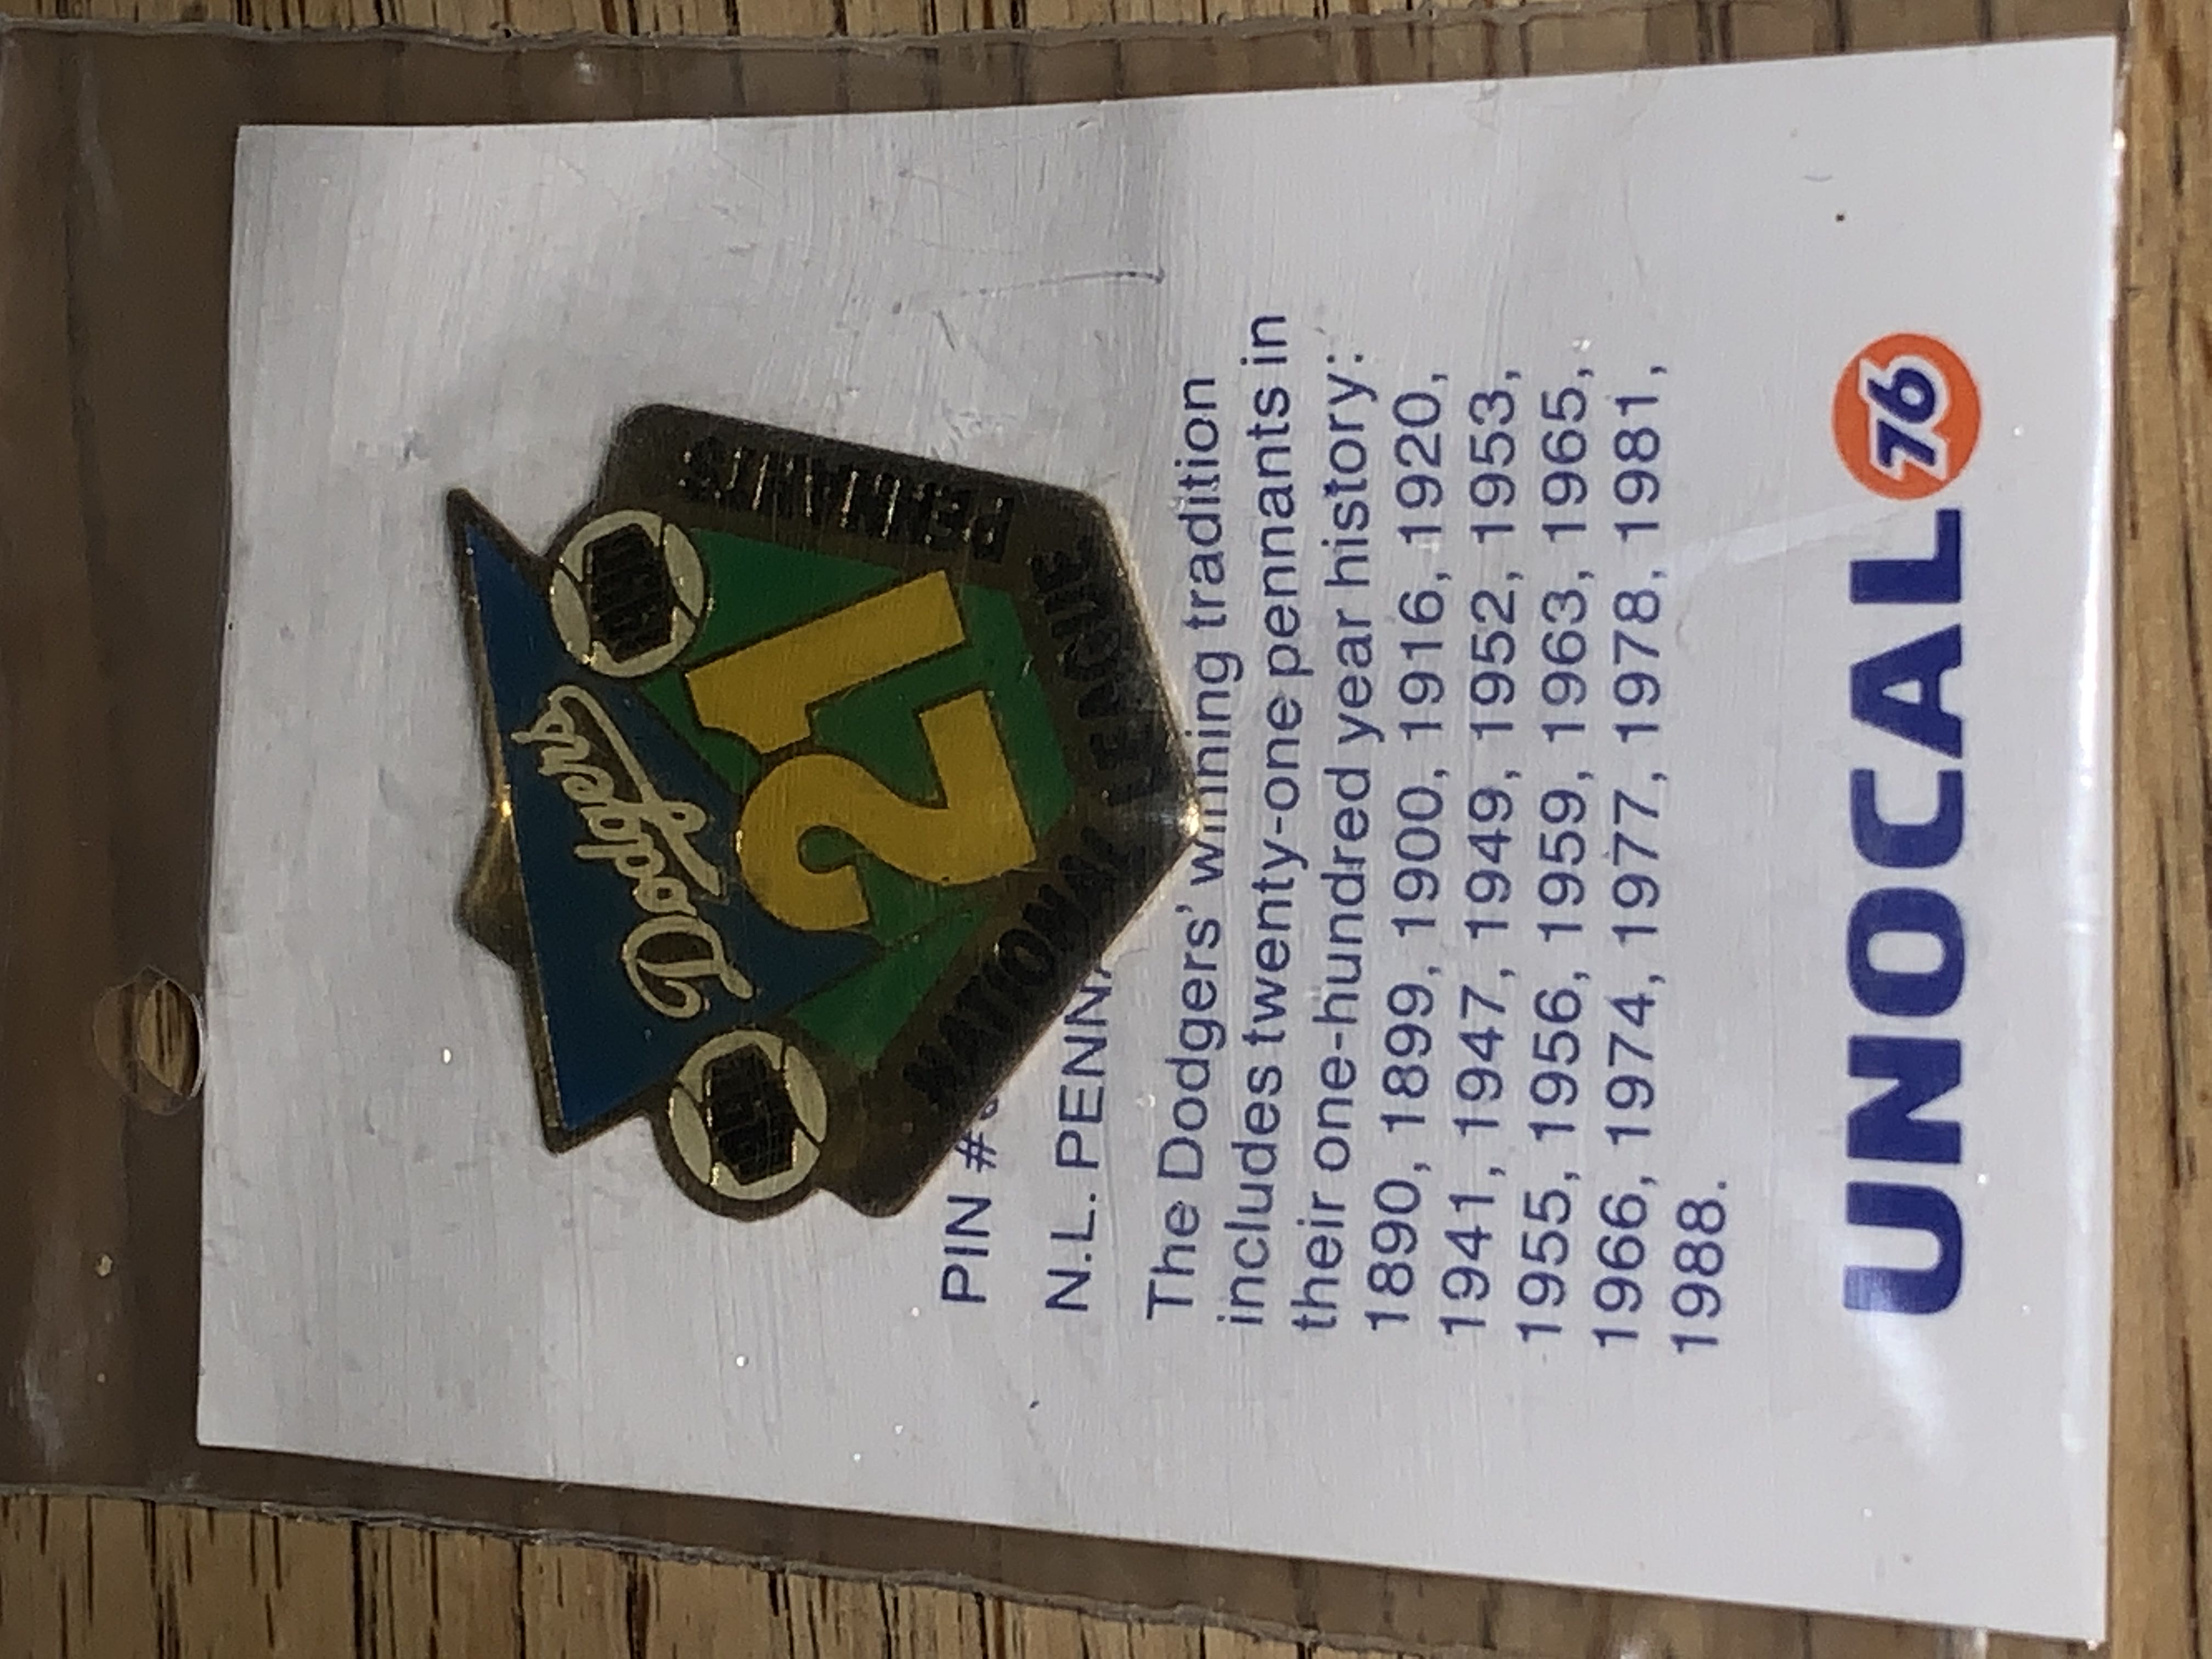 Dodgers
21
NATIONAL LEAGUE PENNANTS
PIN #
N.L. PENNA
The Dodgers' winning tradition
includes twenty-one pennants in
their one-hundred year history:
1890, 1899, 1900, 1916, 1920,
1941, 1947, 1949, 1952, 1953,
1955, 1956, 1959, 1963, 1965,
1966, 1974, 1977, 1978, 1981,
1988.
UNOCAL 76